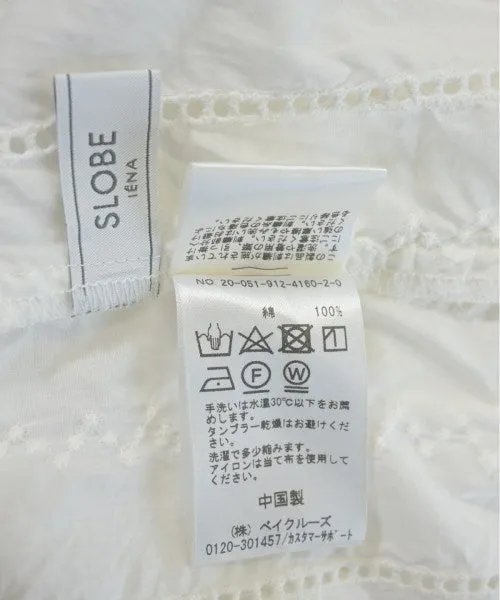 SLOBE
IÉNA
NO 20-051-912-4160-2-0
綿 100%
手洗いは水温30℃以下をお薦
めします。
タンブラー乾燥はお避けくだ
さい。
洗濯で多少縮みます。
アイロンは当て布を使用して
ください。
中国製
(株) ベイクルーズ
0120-301457/カスタマーサポート